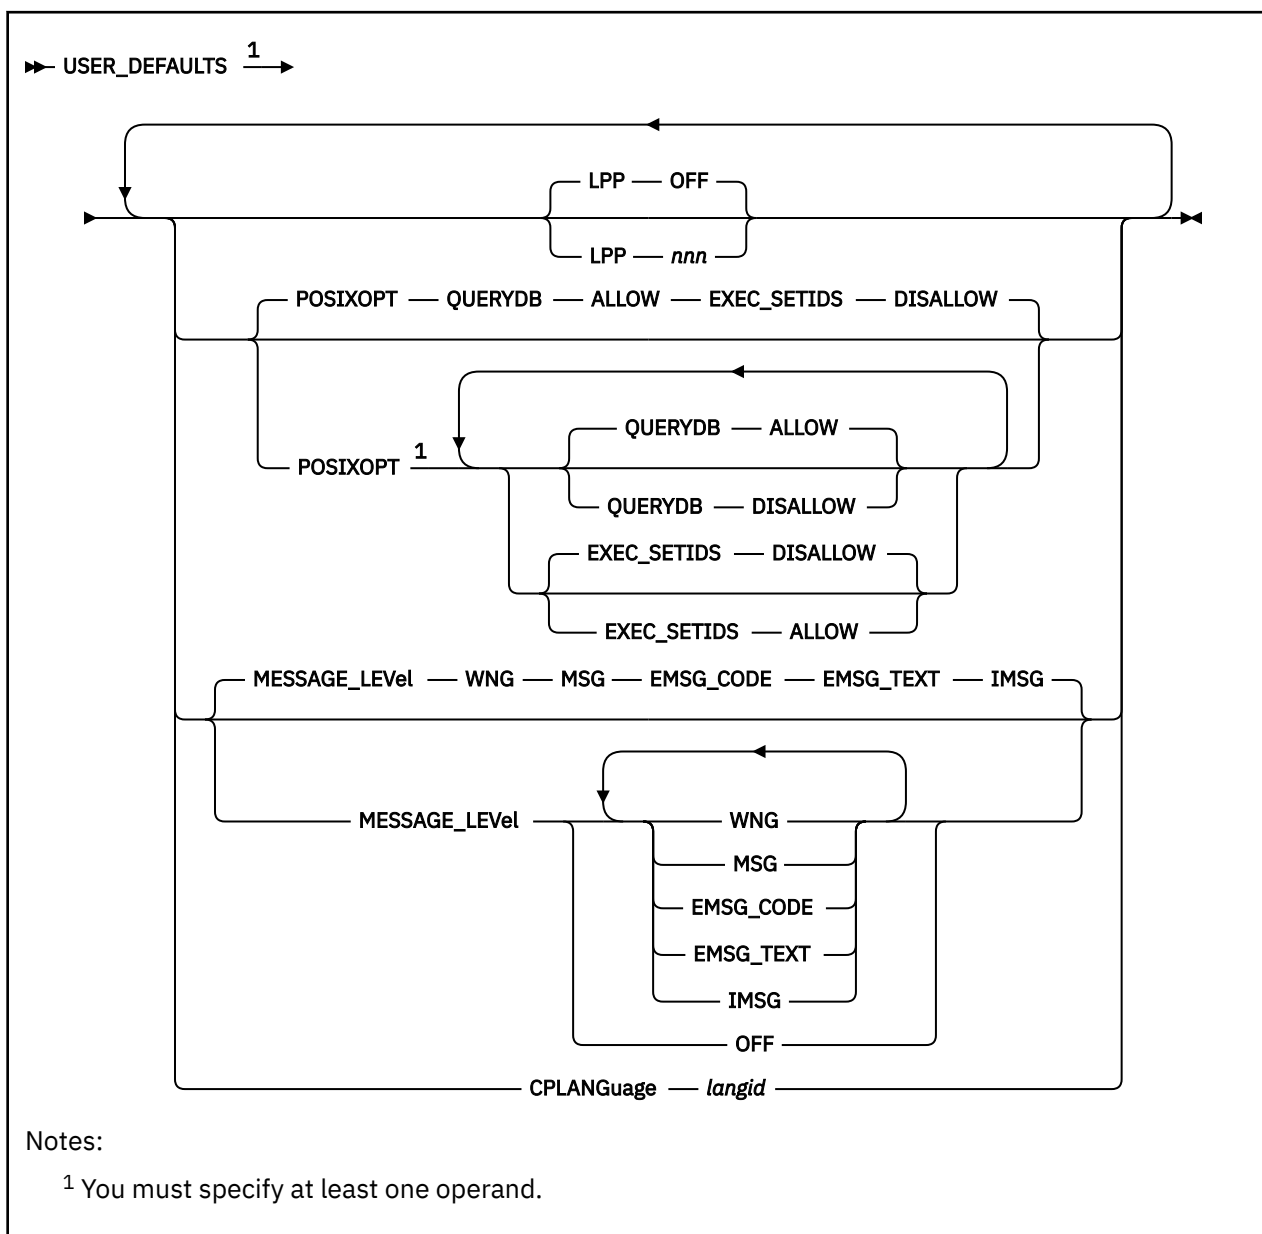 USER_DEFAULTS 1
LPP OFF
LPP nnn
POSIXOPT QUERYDB ALLOW EXEC_SETIDS DISALLOW
QUERYDB ALLOW
POSIXOPT 1
QUERYDB DISALLOW
EXEC_SETIDS DISALLOW
EXEC_SETIDS ALLOW
MESSAGE_LEVel WNG MSG EMSG_CODE EMSG_TEXT IMSG
MESSAGE_LEVel WNG
MSG
EMSG_CODE
EMSG_TEXT
IMSG
OFF
CPLANGuage langid
Notes:
1 You must specify at least one operand.